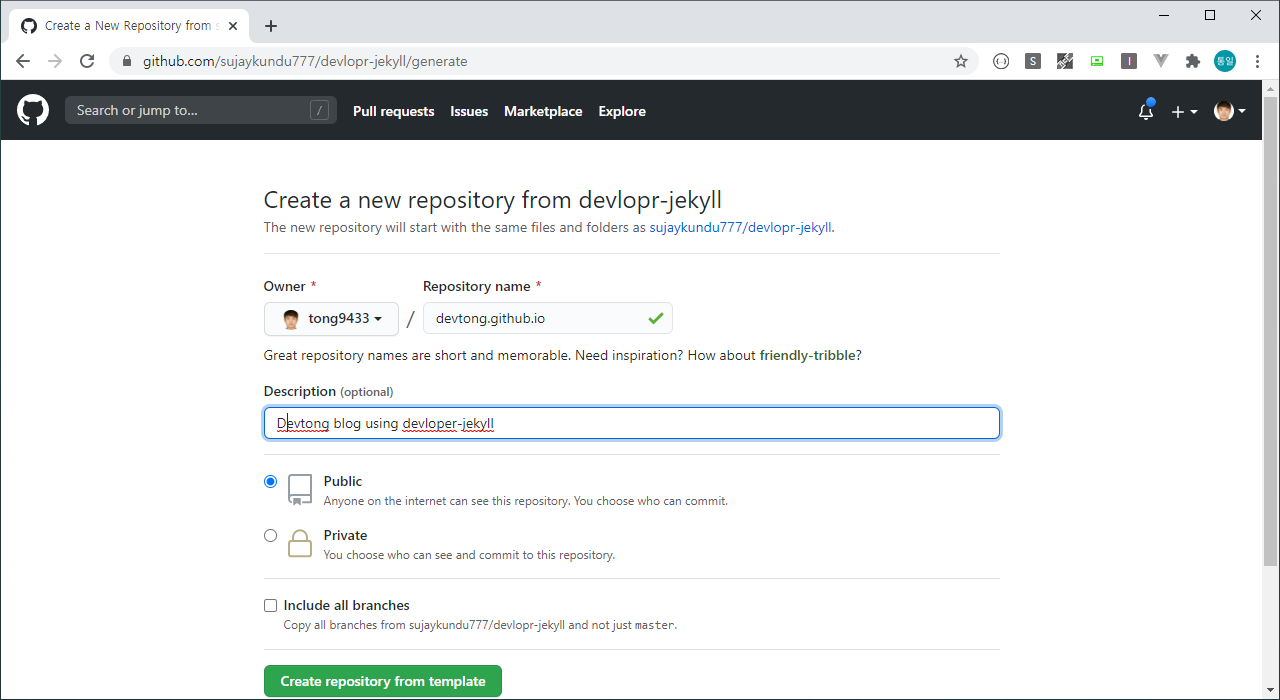 Create a New Repository from s
github.com/sujaykundu777/devlopr-jekyll/generate
S
I
통일
Search or jump to...
/
Pull requests
Issues
Marketplace
Explore
Create a new repository from devlopr-jekyll
The new repository will start with the same files and folders as sujaykundu777/devlopr-jekyll.
Owner *
Repository name *
tong9433
/
devtong.github.io
Great repository names are short and memorable. Need inspiration? How about friendly-tribble?
Description (optional)
Devtong blog using devloper-jekyll
Public
Anyone on the internet can see this repository. You choose who can commit.
Private
You choose who can see and commit to this repository.
Include all branches
Copy all branches from sujaykundu777/devlopr-jekyll and not just master.
Create repository from template